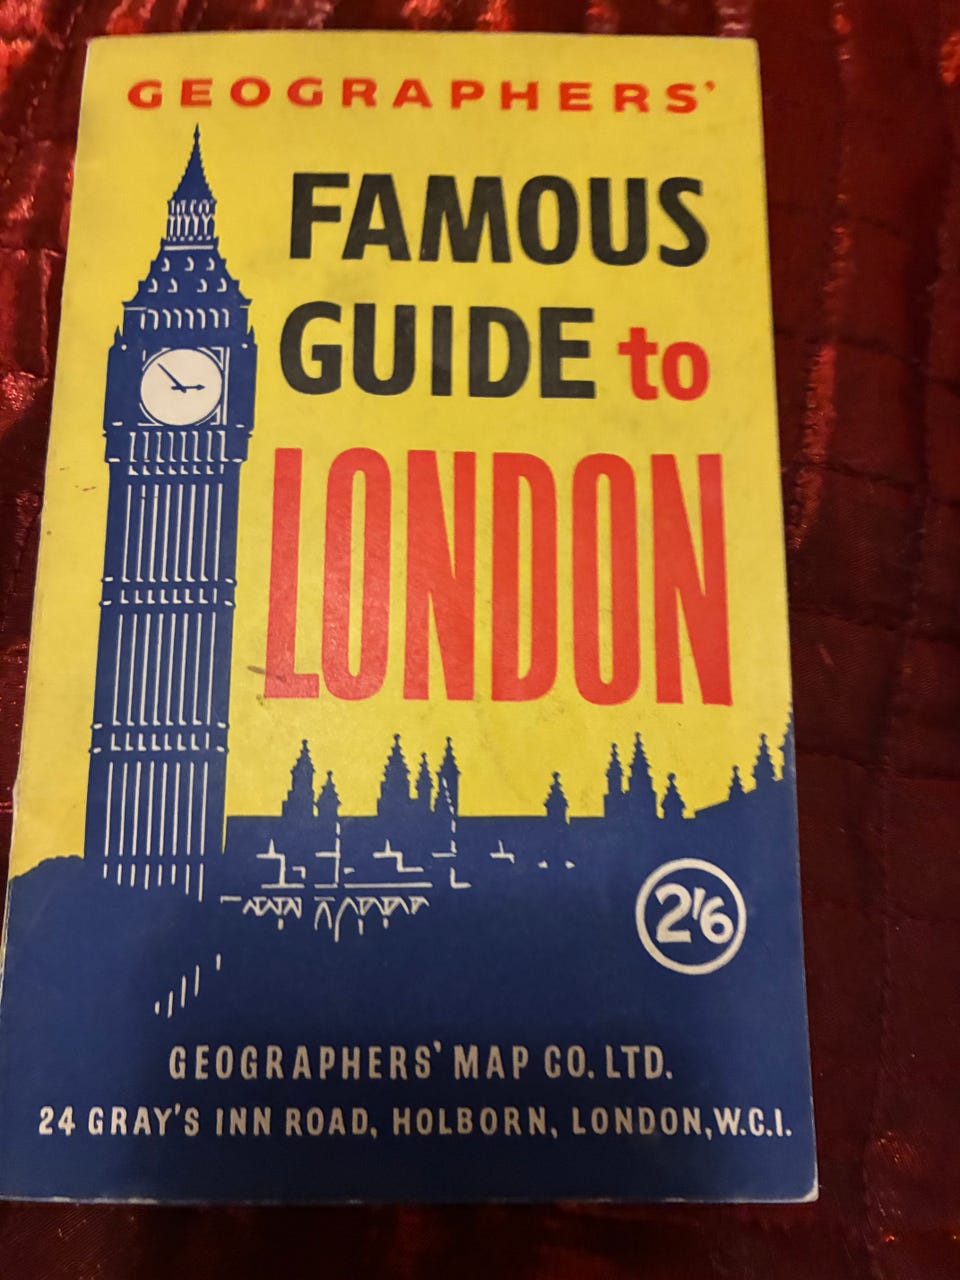 GEOGRAPHERS'
FAMOUS
GUIDE to
LONDON
2'6
GEOGRAPHERS' MAP CO. LTD.
24 GRAY'S INN ROAD, HOLBORN, LONDON, W.C.I.